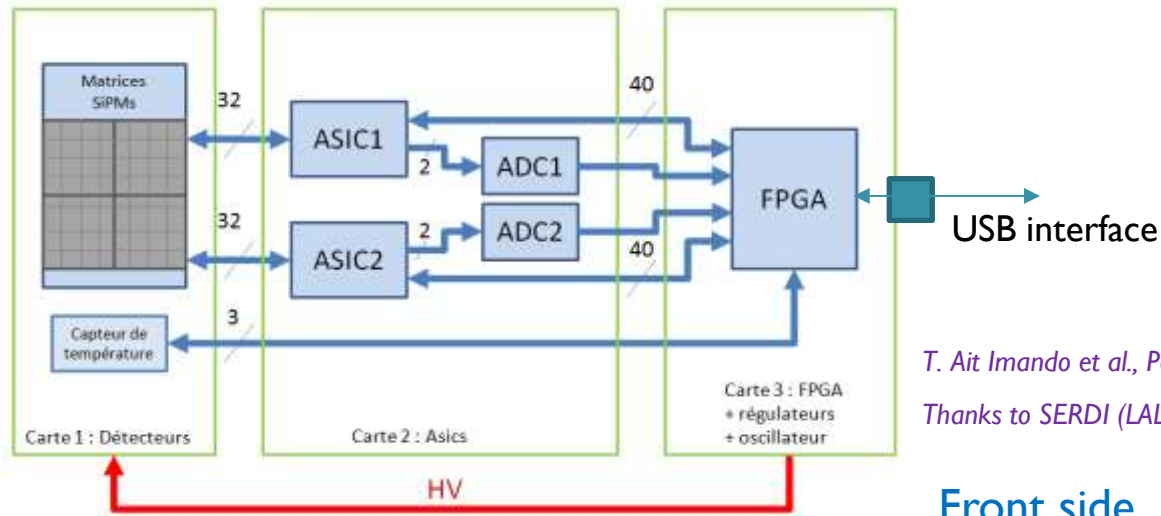 Matrices
SiPMs
32
32
Capteur de
température
3
Carte 1 : Détecteurs
ASIC1
2
ADC1
ASIC2
2
ADC2
40
40
Carte 2 : Asics
FPGA
Carte 3 : FPGA
+ régulateurs
+ oscillateur
HV
USB interface
T. Ait Imando et al.,
Thanks to SERDI (LAL
Front side